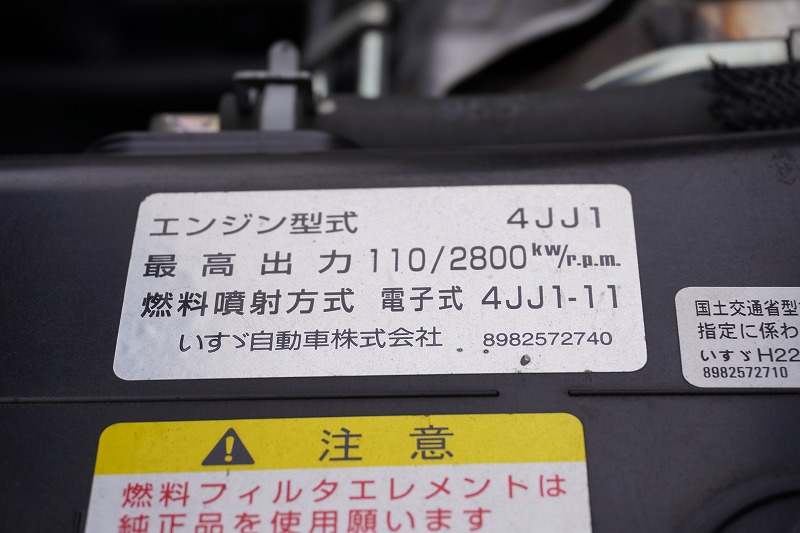 エンジン型式 4JJ1
最高出力 110/2800 kw/r.p.m.
燃料噴射方式 電子式 4JJ1-11
いすゞ自動車株式会社 8982572740
国土交通省型
指定に係わ
いすゞH22
8982572710
注意
燃料フィルタエレメントは
純正品を使用願います